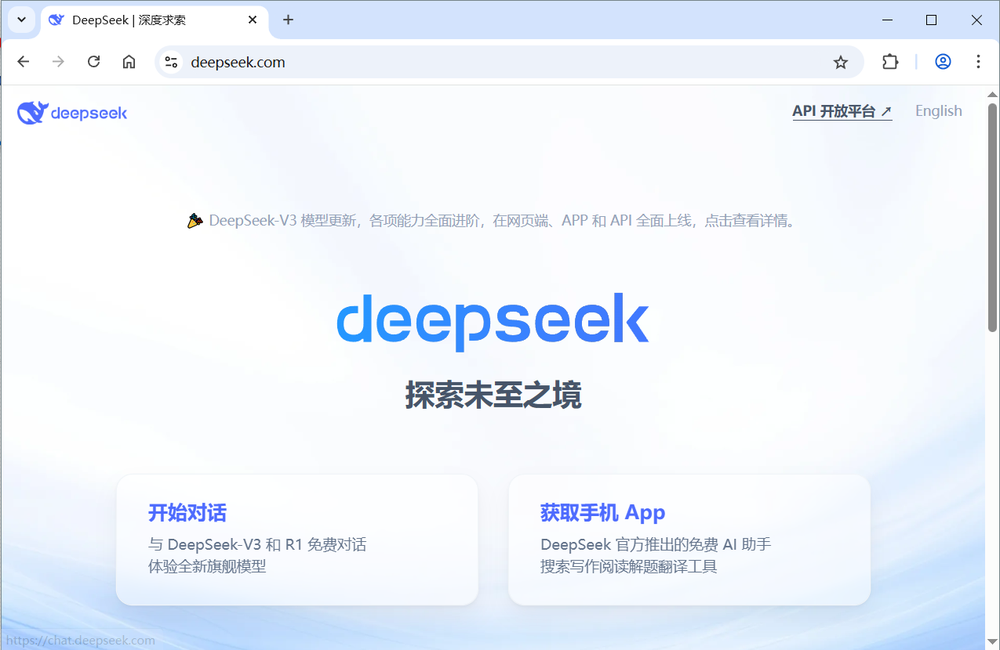 DeepSeek | 深度求索
deepseek.com
deepseek
API 开放平台 ↗
English
🎉 DeepSeek-V3 模型更新，各项能力全面进阶，在网页端、APP 和 API 全面上线，点击查看详情。
deepseek
探索未至之境
开始对话
与 DeepSeek-V3 和 R1 免费对话
体验全新旗舰模型
获取手机 App
DeepSeek 官方推出的免费 AI 助手
搜索写作阅读解题翻译工具
https://chat.deepseek.com